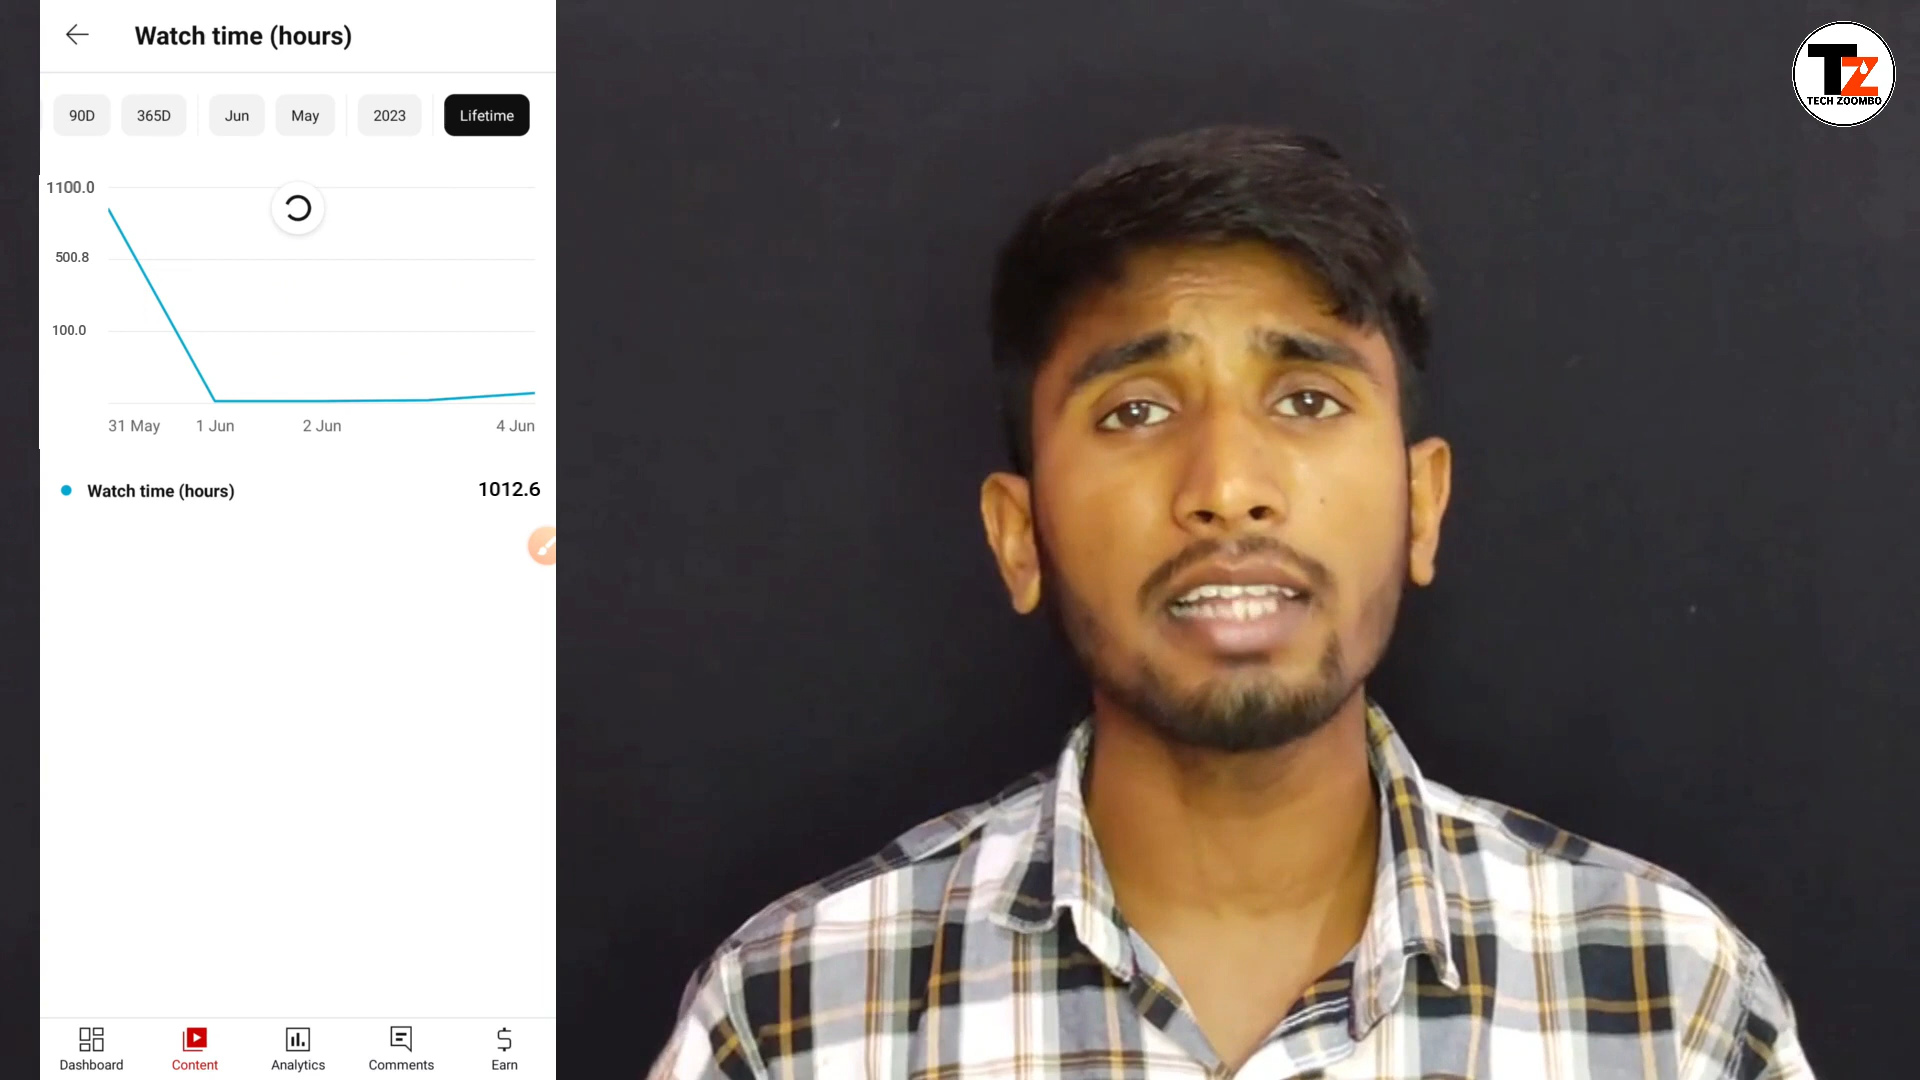 Watch time (hours)
90D 365D Jun May 2023 Lifetime
1100.0
500.8
100.0
31 May 1 Jun 2 Jun 4 Jun
Watch time (hours) 1012.6
Dashboard Content Analytics Comments Earn
TZ
TECH ZOOMBO